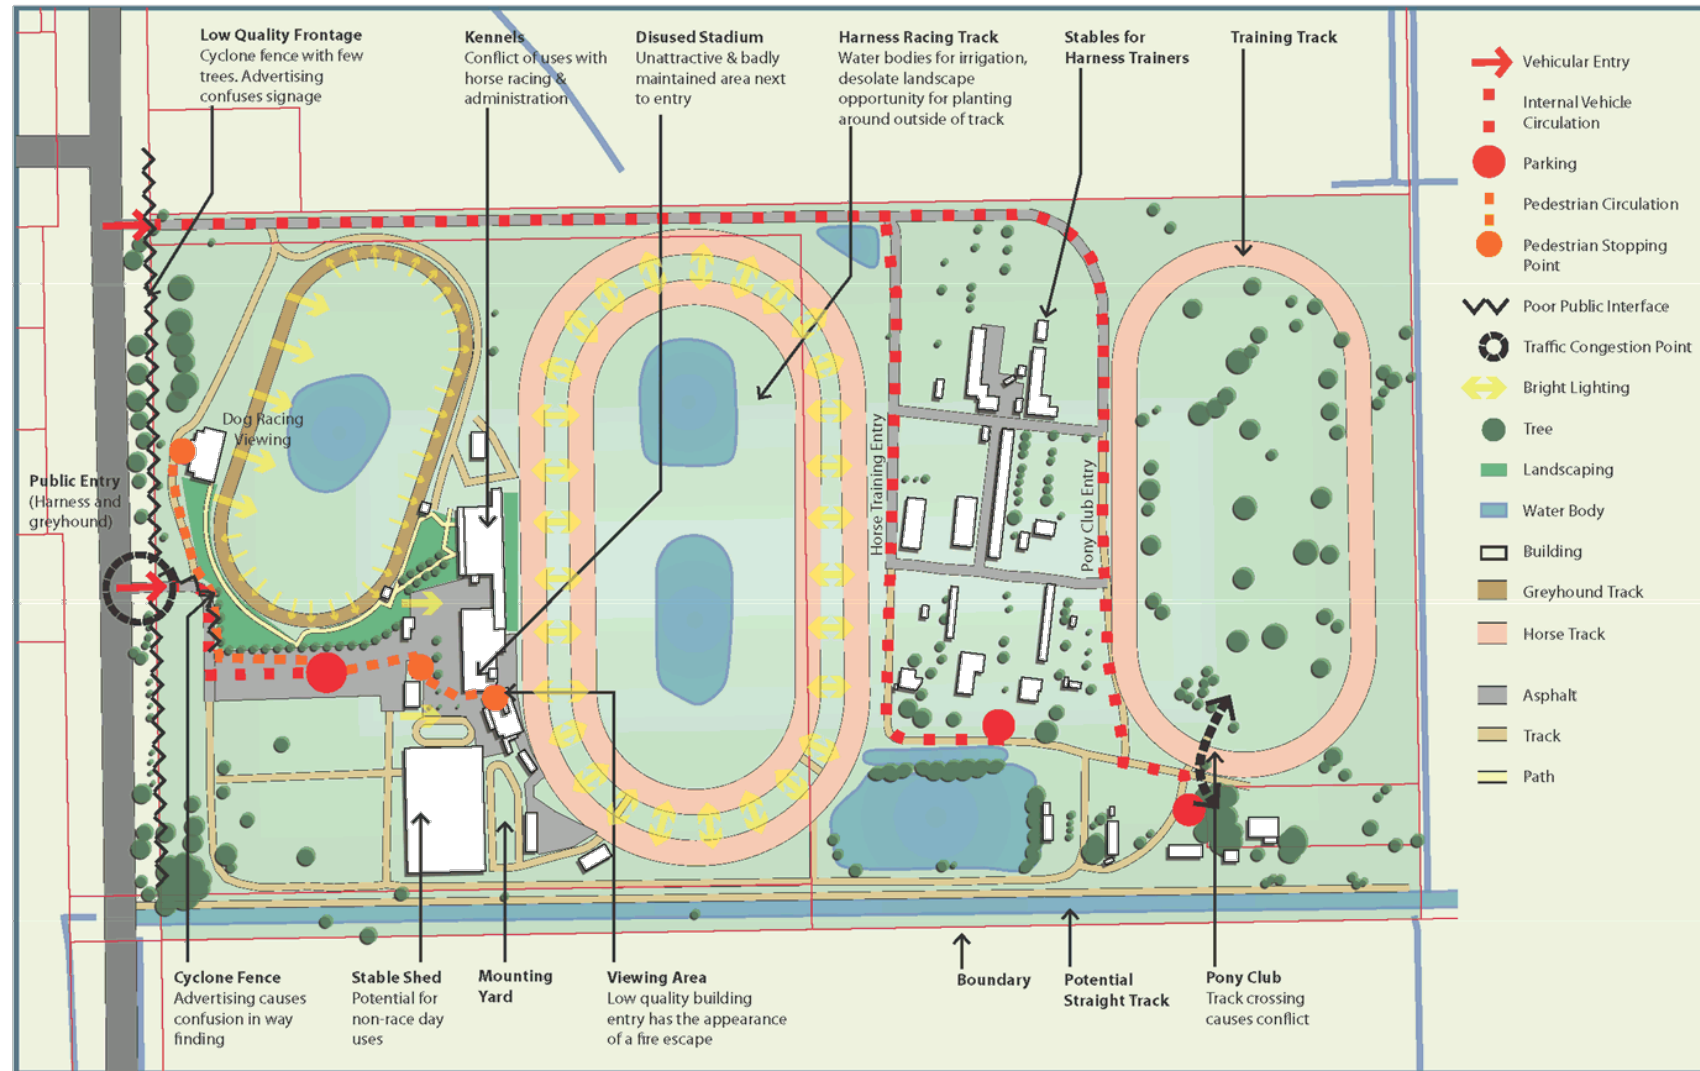 Low Quality Frontage
Cyclone fence with few
trees. Advertising
confuses signage
Kennels
Conflict of uses with
horse racing &
administration
Disused Stadium
Unattractive & badly
maintained area next
to entry
Harness Racing Track
Water bodies for irrigation,
desolate landscape
opportunity for planting
around outside of track
Stables for
Harness Trainers
Training Track
Vehicular Entry
Internal Vehicle
Circulation
Parking
Pedestrian Circulation
Pedestrian Stopping
Point
Poor Public Interface
Traffic Congestion Point
Bright Lighting
Tree
Landscaping
Water Body
Building
Greyhound Track
Horse Track
Asphalt
Track
Path
Dog Racing
Viewing
Public Entry
(Harness and
greyhound)
Horse Training Entry
Pony Club Entry
Cyclone Fence
Advertising causes
confusion in way
finding
Stable Shed
Potential for
non-race day
uses
Mounting
Yard
Viewing Area
Low quality building
entry has the appearance
of a fire escape
Boundary
Potential
Straight Track
Pony Club
Track crossing
causes conflict